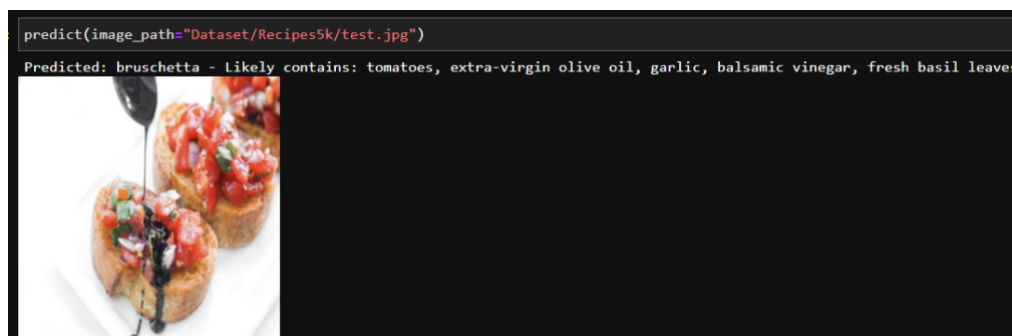 predict(image_path="Dataset/Recipes5k/test.jpg")
Predicted: bruschetta - Likely contains: tomatoes, extra-virgin olive oil, garlic, balsamic vinegar, fresh basil leaves